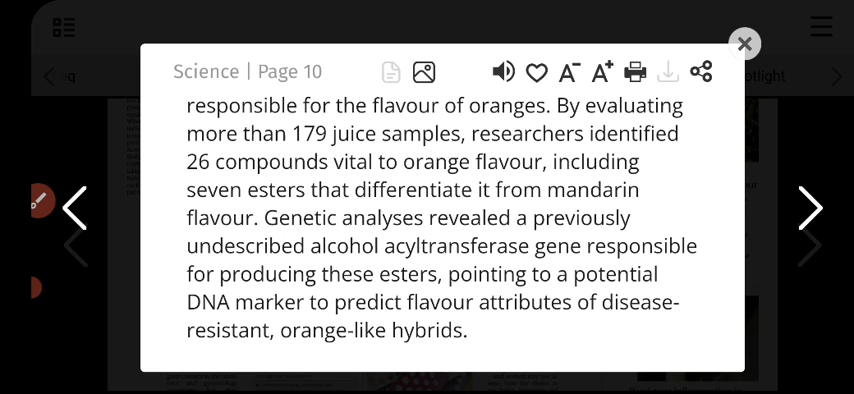 Science | Page 10
A-
A+
responsible for the flavour of oranges. By evaluating
more than 179 juice samples, researchers identified
26 compounds vital to orange flavour, including
seven esters that differentiate it from mandarin
flavour. Genetic analyses revealed a previously
undescribed alcohol acyltransferase gene responsible
for producing these esters, pointing to a potential
DNA marker to predict flavour attributes of disease-
resistant, orange-like hybrids.